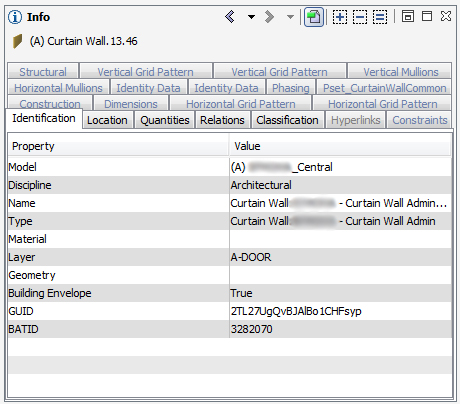 Info
(A) Curtain Wall.13.46
Structural Vertical Grid Pattern Vertical Grid Pattern Vertical Mullions
Horizontal Mullions Identity Data Identity Data Phasing Pset_CurtainWallCommon
Construction Dimensions Horizontal Grid Pattern Horizontal Grid Pattern
Identification Location Quantities Relations Classification Hyperlinks Constraints
Property Value
Model (A) _Central
Discipline Architectural
Name Curtain Wall - Curtain Wall Admin...
Type Curtain Wall - Curtain Wall Admin
Material
Layer A-DOOR
Geometry
Building Envelope True
GUID 2TL27UgQvBJAlBo1CHFsyp
BATID 3282070